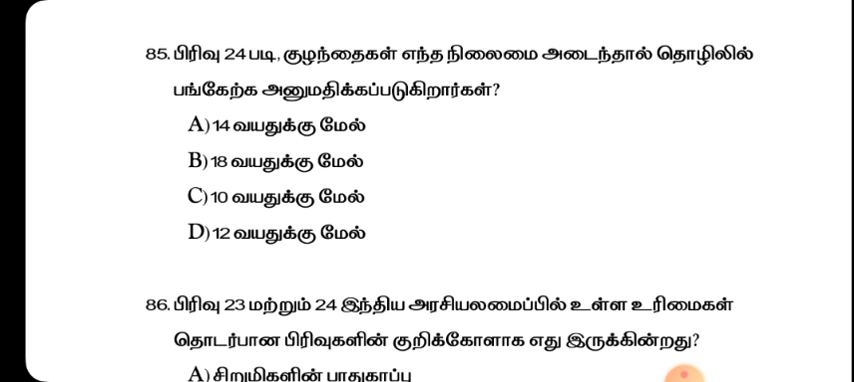 85. பிரிவு 24 படி, குழந்தைகள் எந்த நிலைமை அடைந்தால் தொழிலில்
பங்கேற்க அனுமதிக்கப்படுகிறார்கள்?
A) 14 வயதுக்கு மேல்
B) 18 வயதுக்கு மேல்
C) 10 வயதுக்கு மேல்
D) 12 வயதுக்கு மேல்
86. பிரிவு 23 மற்றும் 24 இந்திய அரசியலமைப்பில் உள்ள உரிமைகள்
தொடர்பான பிரிவுகளின் குறிக்கோளாக எது இருக்கின்றது?
A) சிறுமிகளின் பாதுகாப்பு